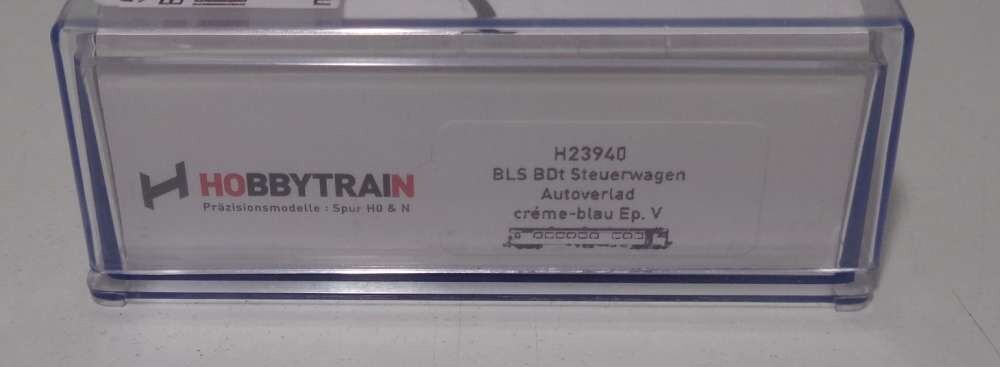 HOBBYTRAIN
Präzisionsmodelle : Spur H0 & N
H23940
BLS BDt Steuerwagen
Autoverlad
créme-blau Ep. V